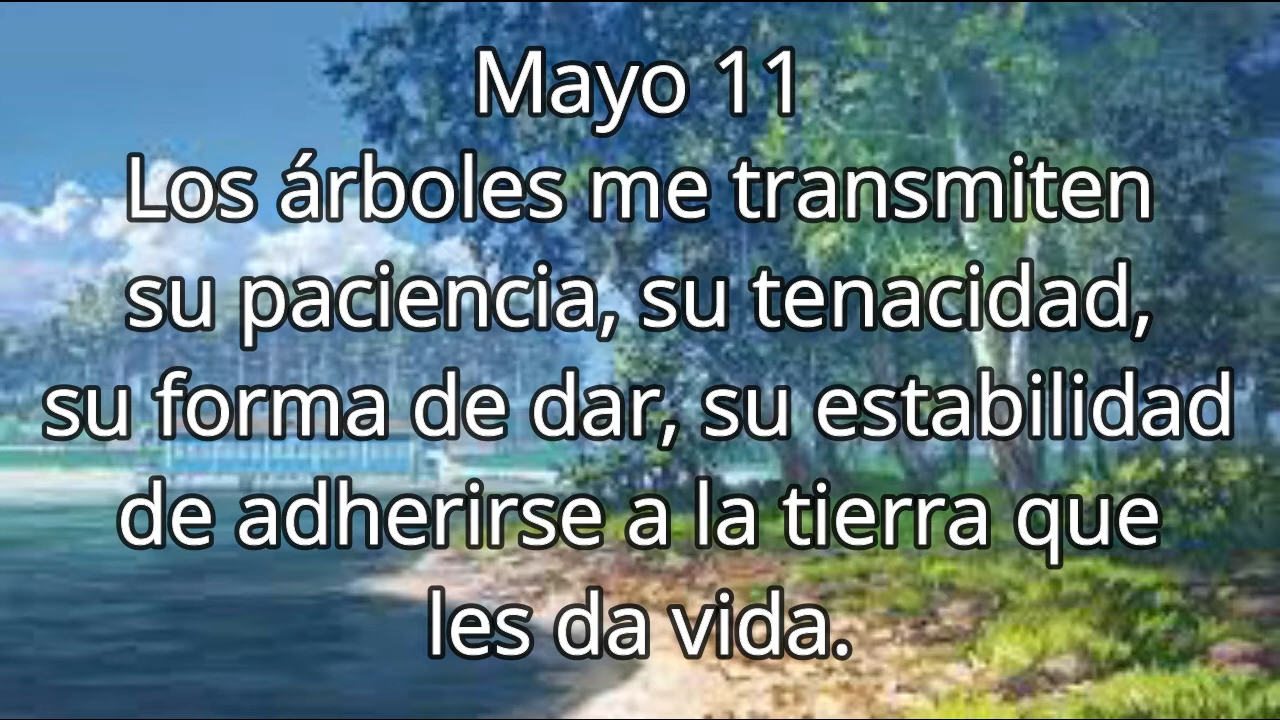 Mayo 11
Los árboles me transmiten
su paciencia, su tenacidad,
su forma de dar, su estabilidad
de adherirse a la tierra que
les da vida.